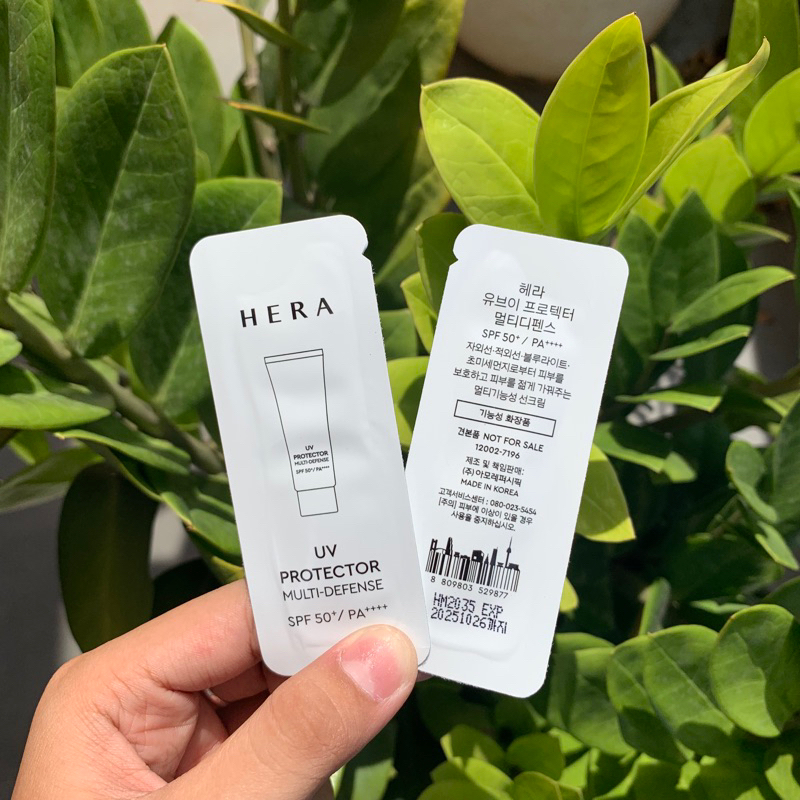 HERA
UV
PROTECTOR
MULTI-DEFENSE
SPF 50⁺/ PA⁺⁺⁺⁺
UV
PROTECTOR
MULTI-DEFENSE
SPF 50⁺/ PA⁺⁺⁺⁺
헤라
유브이 프로텍터
멀티디펜스
SPF 50⁺ / PA⁺⁺⁺⁺
자외선·적외선·블루라이트·
초미세먼지로부터 피부를
보호하고 피부를 젊게 가꿔주는
멀티기능성 선크림
기능성 화장품
견본품 NOT FOR SALE
12002-7196
제조 및 책임판매:
(주)아모레퍼시픽
MADE IN KOREA
고객서비스센터 : 080-023-5454
[주의] 피부에 이상이 있을 경우
사용을 중지하십시오.
8 809803 529877
HM2035 EXP
20251026까지